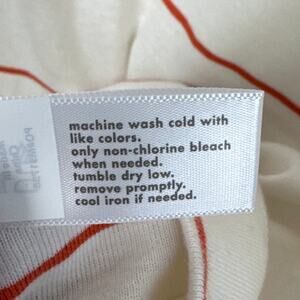 machine wash cold with
like colors.
only non-chlorine bleach
when needed.
tumble dry low.
remove promptly.
cool iron if needed.